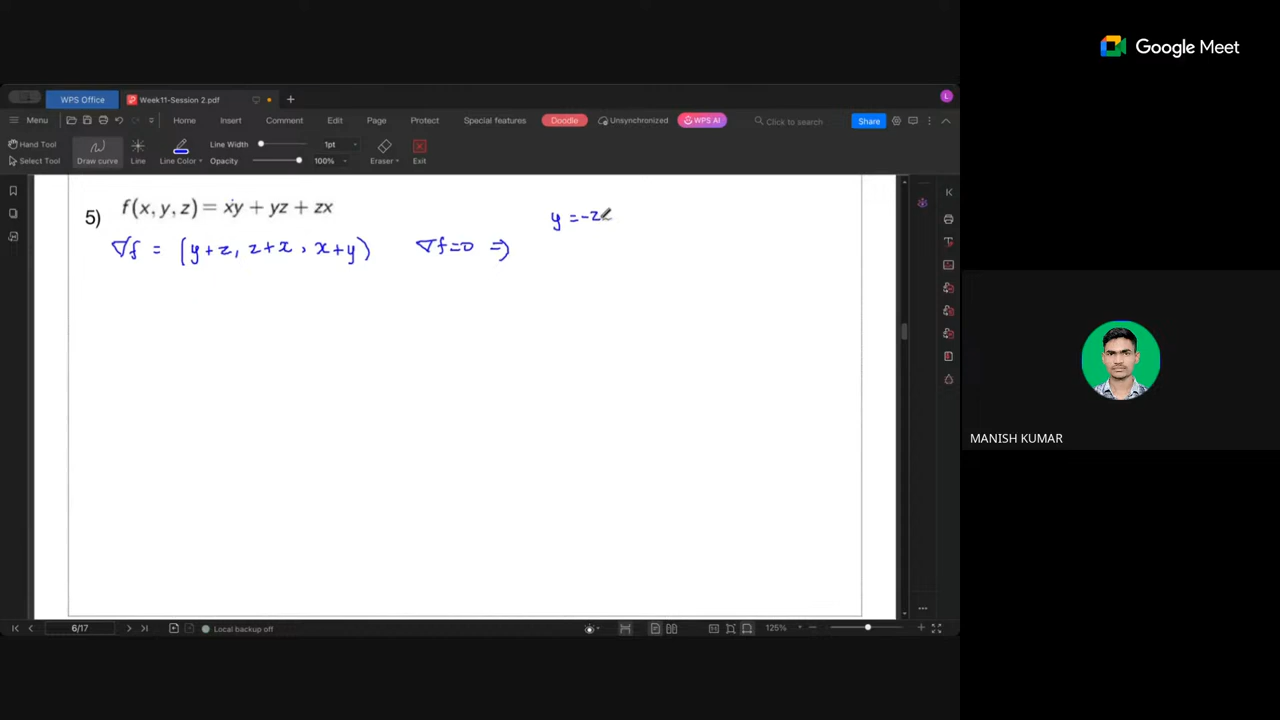 Google Meet
WPS Office
Week11-Session 2.pdf
L
Menu
Home
Insert
Comment
Edit
Page
Protect
Special features
Doodle
Unsynchronized
WPS AI
Click to search
Share
Hand Tool
Select Tool
Draw curve
Line
Line Color
Line Width
1pt
Opacity
100%
Eraser
Exit
5) f(x, y, z) = xy + yz + zx
y = -z
∇f = (y+z, z+x, x+y) ∇f=0 ⇒
MANISH KUMAR
6/17
Local backup off
125%